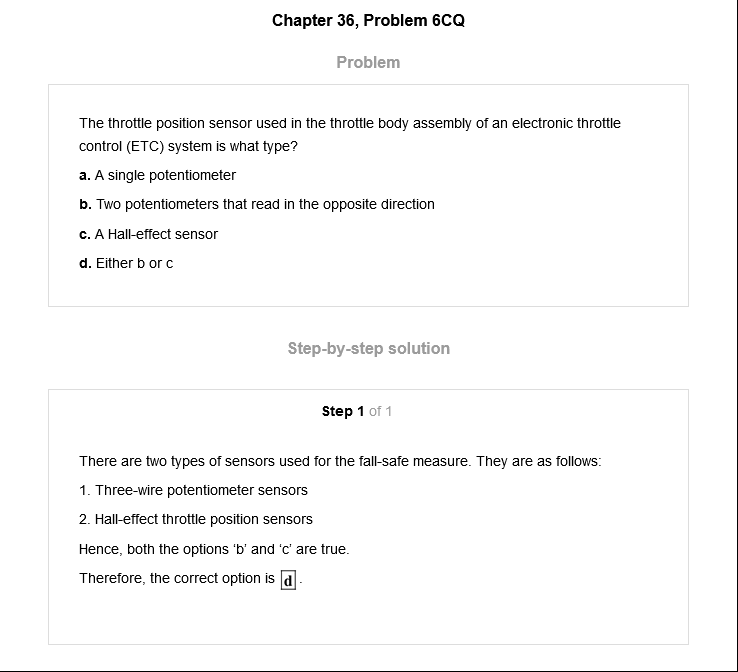 Chapter 36, Problem 6CQ
Problem
The throttle position sensor used in the throttle body assembly of an electronic throttle
control (ETC) system is what type?
a. A single potentiometer
b. Two potentiometers that read in the opposite direction
c. A Hall-effect sensor
d. Either b or c
Step-by-step solution
Step 1 of 1
There are two types of sensors used for the fall-safe measure. They are as follows:
1. Three-wire potentiometer sensors
2. Hall-effect throttle position sensors
Hence, both the options ‘b’ and ‘c’ are true.
Therefore, the correct option is d.